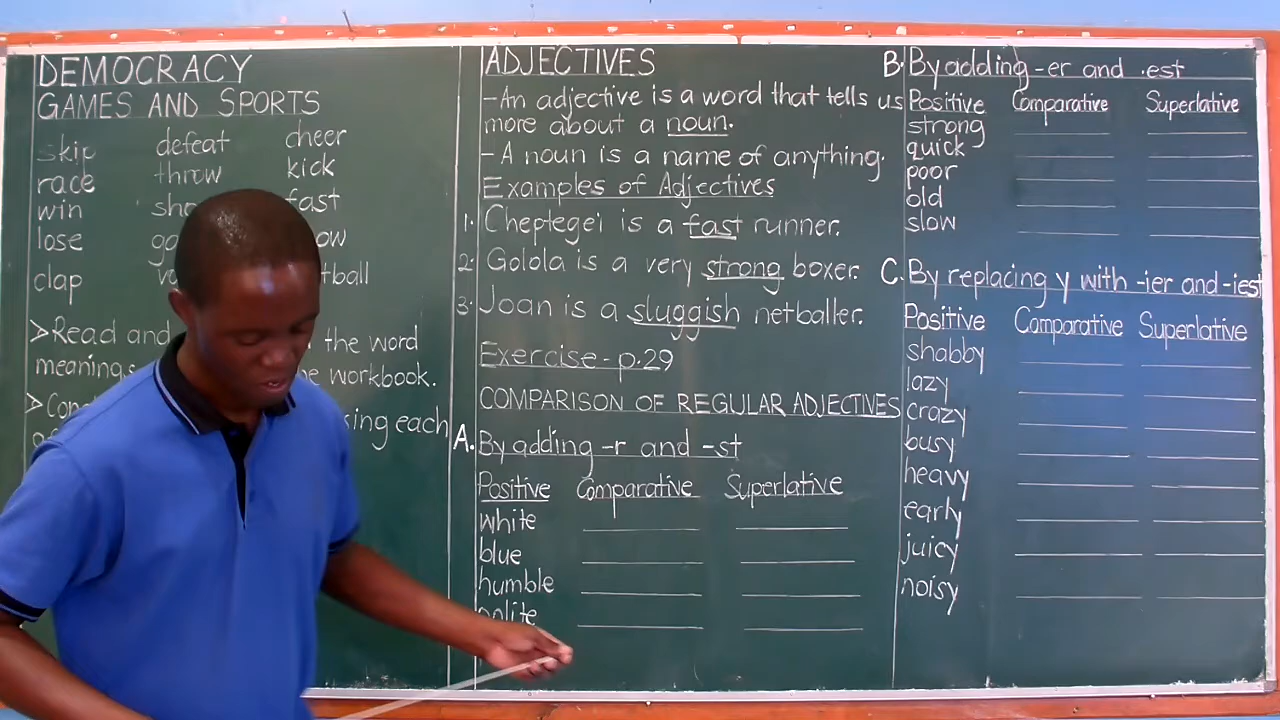 DEMOCRACY
GAMES AND SPORTS
skip defeat cheer
race throw kick
win fast
lose
clap
➤Read and the word
meanings workbook.
➤ each
ADJECTIVES
-An adjective is a word that tells us
more about a noun.
-A noun is a name of anything.
Examples of Adjectives
1. Cheptegei is a fast runner.
2. Golola is a very strong boxer.
3. Joan is a sluggish netballer.
Exercise - p.29
COMPARISON OF REGULAR ADJECTIVES
A. By adding -r and -st
Positive Comparative Superlative
white
blue
humble
polite
B. By adding -er and -est
Positive Comparative Superlative
strong
quick
poor
old
slow
C. By replacing y with -ier and -iest
Positive Comparative Superlative
shabby
lazy
crazy
busy
heavy
early
juicy
noisy